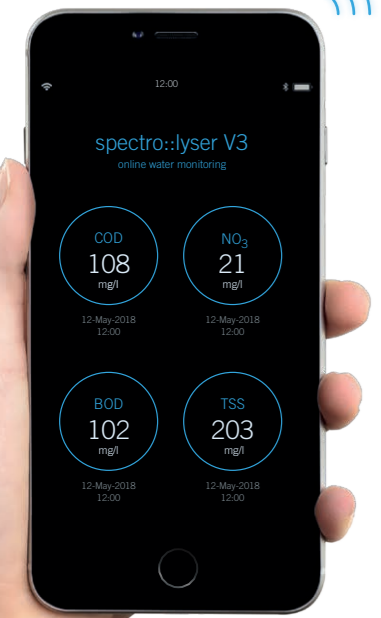 12:00
spectro::lyser V3
online water monitoring
COD
108
mg/l
12-May-2018
12:00
NO₃
21
mg/l
12-May-2018
12:00
BOD
102
mg/l
12-May-2018
12:00
TSS
203
mg/l
12-May-2018
12:00